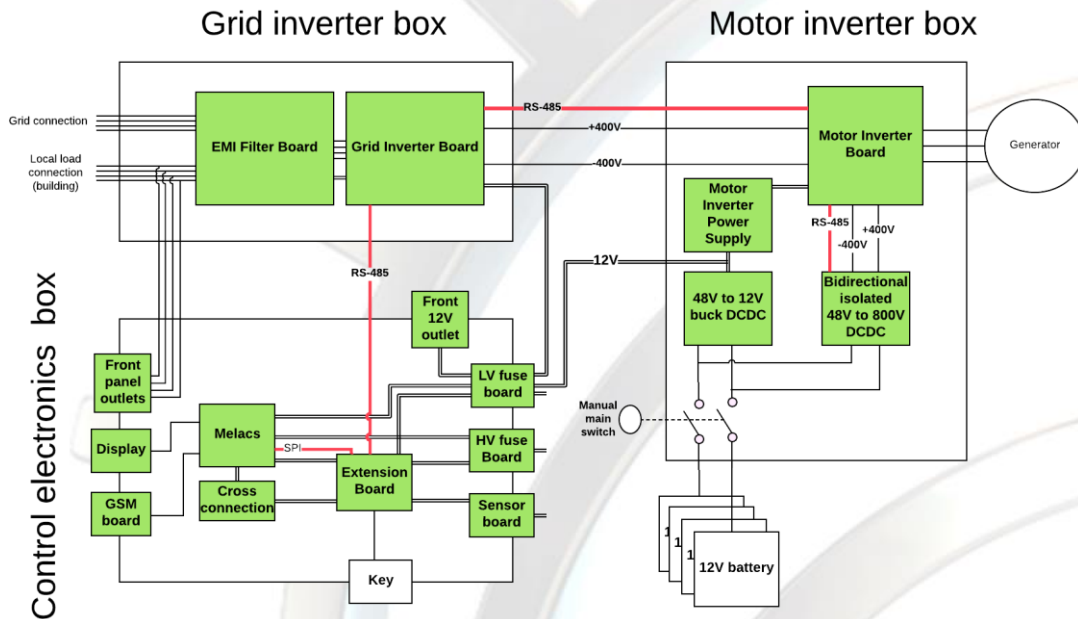 Grid inverter box
Motor inverter box
Grid connection
Local load
connection
(building)
EMI Filter Board
Grid Inverter Board
RS-485
+400V
-400V
Motor Inverter
Board
Generator
Motor
Inverter
Power
Supply
RS-485
-400V
+400V
RS-485
12V
48V to 12V
buck DCDC
Bidirectional
isolated
48V to 800V
DCDC
Control electronics box
Front
12V
outlet
Front
panel
outlets
LV fuse
board
Manual
main
switch
Melacs
Display
SPI
HV fuse
Board
Extension
Board
Cross
connection
GSM
board
Sensor
board
Key
1
1
1
12V battery